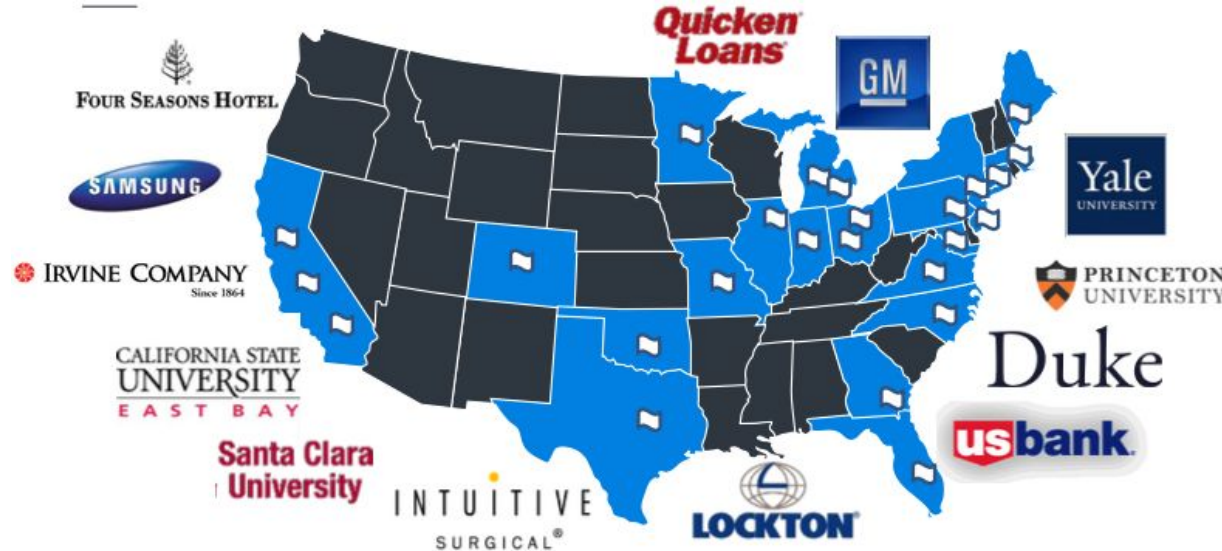 Quicken
Loans
GM
FOUR SEASONS HOTEL
SAMSUNG
Yale
UNIVERSITY
IRVINE COMPANY
Since 1864
PRINCETON
UNIVERSITY
CALIFORNIA STATE
UNIVERSITY
EAST BAY
Duke
usbank.
Santa Clara
University
INTUITIVE
SURGICAL®
LOCKTON®